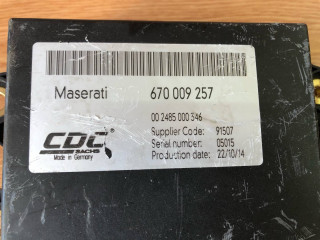 Maserati 670 009 257
00 2485 000 346
CDC Supplier Code: 91507
SACHS Serial number: 05015
Made in Germany Production date: 22/10/14